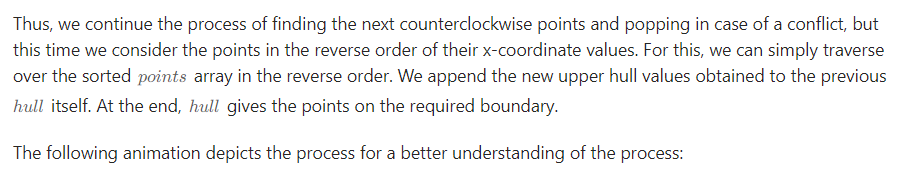 Thus, we continue the process of finding the next counterclockwise points and popping in case of a conflict, but
this time we consider the points in the reverse order of their x-coordinate values. For this, we can simply traverse
over the sorted points array in the reverse order. We append the new upper hull values obtained to the previous
hull itself. At the end, hull gives the points on the required boundary.
The following animation depicts the process for a better understanding of the process: